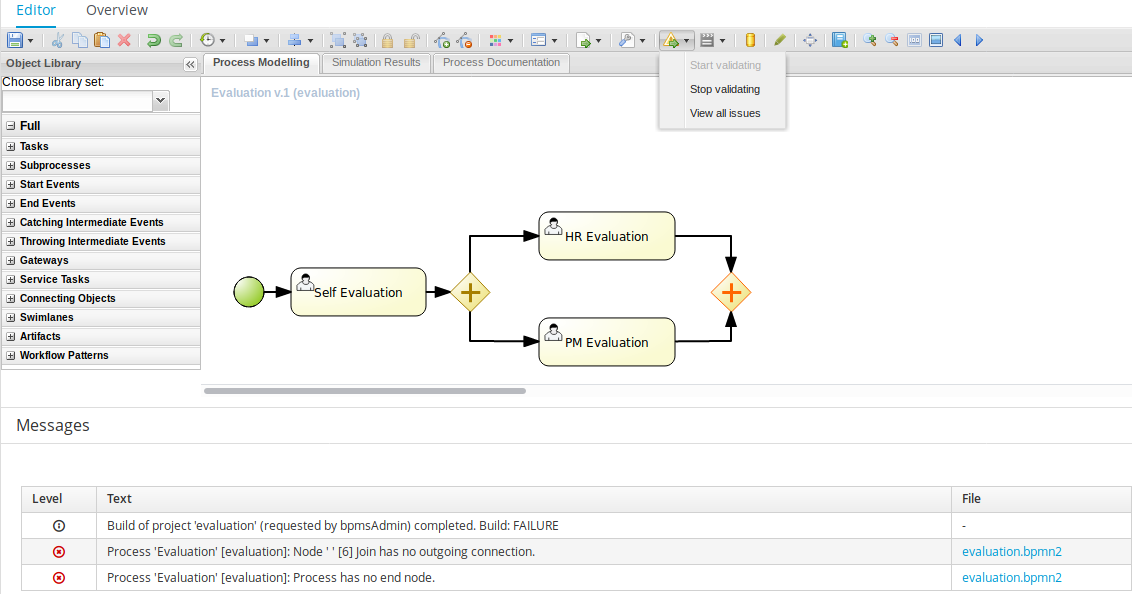 Editor Overview
Object Library
Process Modelling Simulation Results Process Documentation
Start validating
Stop validating
View all issues
Choose library set:
Evaluation v.1 (evaluation)
Full
Tasks
Subprocesses
Start Events
End Events
Catching Intermediate Events
Throwing Intermediate Events
Gateways
Service Tasks
Connecting Objects
Swimlanes
Artifacts
Workflow Patterns
HR Evaluation
Self Evaluation
PM Evaluation
Messages
Level Text File
Build of project 'evaluation' (requested by bpmsAdmin) completed. Build: FAILURE -
Process 'Evaluation' [evaluation]: Node ' ' [6] Join has no outgoing connection. evaluation.bpmn2
Process 'Evaluation' [evaluation]: Process has no end node. evaluation.bpmn2